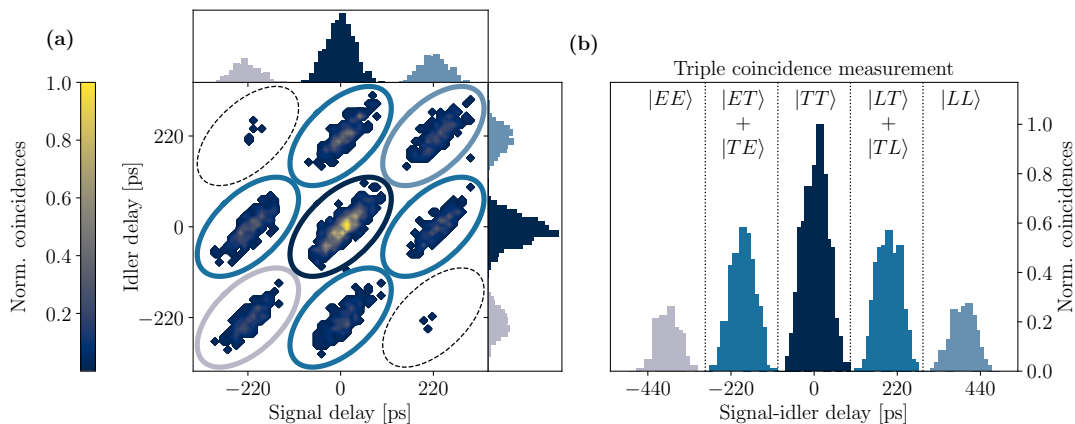 (a)
1.0
0.8
0.6
0.4
0.2
Norm. coincidences
220
0
−220
Idler delay [ps]
−220 0 220
Signal delay [ps]
(b)
Triple coincidence measurement
|EE⟩ |ET⟩ |TT⟩ |LT⟩ |LL⟩
+ +
|TE⟩ |TL⟩
1.0
0.8
0.6
0.4
0.2
0.0
Norm. coincidences
−440 −220 0 220 440
Signal-idler delay [ps]